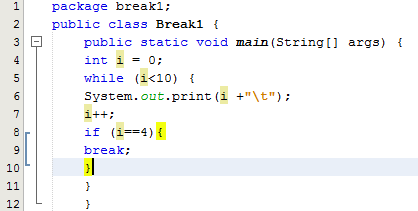 1 package break1;
2 public class Break1 {
3 public static void main(String[] args) {
4 int i = 0;
5 while (i<10) {
6 System.out.print(i +"\t");
7 i++;
8 if (i==4){
9 break;
10 }
11 }
12 }